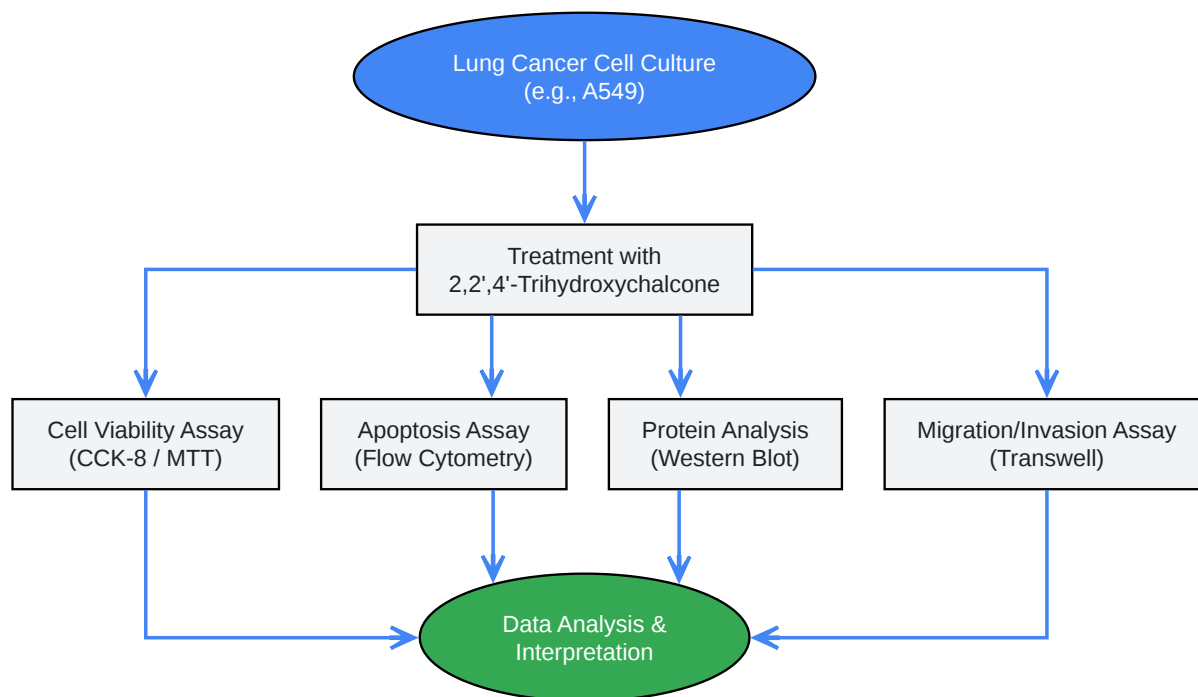 Lung Cancer Cell Culture
(e.g., A549)
Treatment with
2,2',4'-Trihydroxychalcone
Cell Viability Assay
(CCK-8 / MTT)
Apoptosis Assay
(Flow Cytometry)
Protein Analysis
(Western Blot)
Migration/Invasion Assay
(Transwell)
Data Analysis &
Interpretation